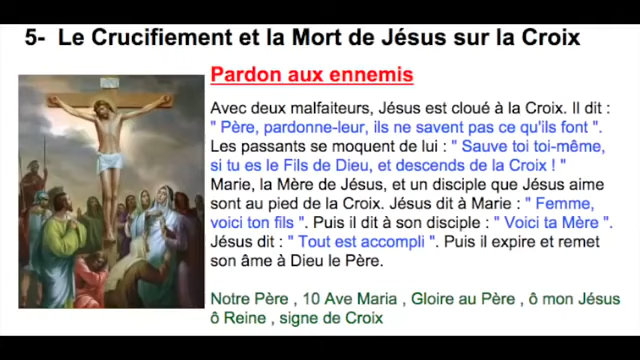 5- Le Crucifiement et la Mort de Jésus sur la Croix
Pardon aux ennemis
Avec deux malfaiteurs, Jésus est cloué à la Croix. Il dit :
" Père, pardonne-leur, ils ne savent pas ce qu'ils font ".
Les passants se moquent de lui : " Sauve toi toi-même,
si tu es le Fils de Dieu, et descends de la Croix ! "
Marie, la Mère de Jésus, et un disciple que Jésus aime
sont au pied de la Croix. Jésus dit à Marie : " Femme,
voici ton fils ". Puis il dit à son disciple : " Voici ta Mère ".
Jésus dit : " Tout est accompli ". Puis il expire et remet
son âme à Dieu le Père.
Notre Père , 10 Ave Maria , Gloire au Père , ô mon Jésus
ô Reine , signe de Croix